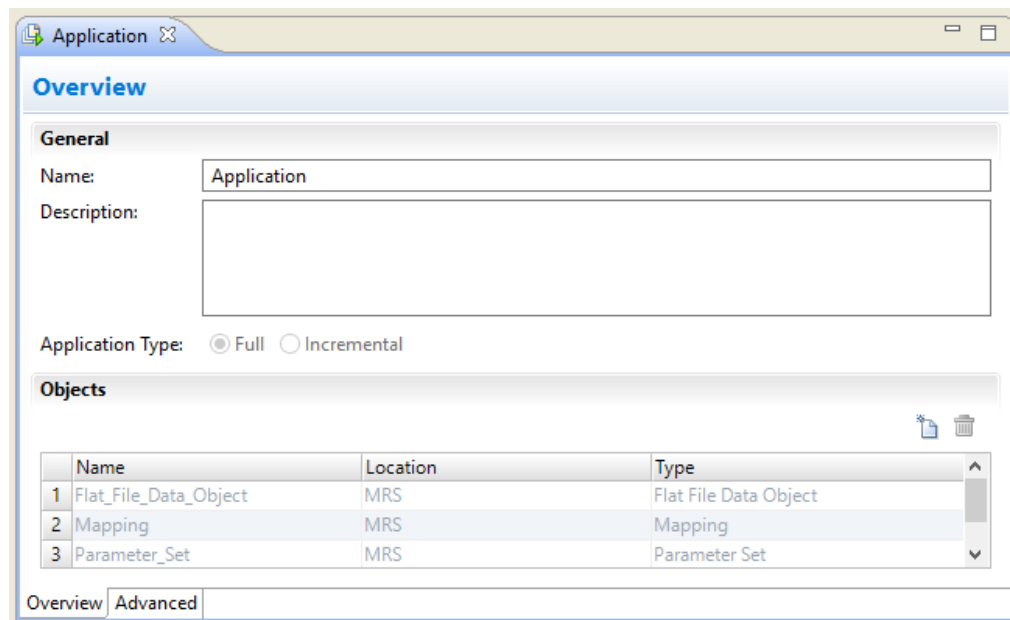 Application
Overview
General
Name: Application
Description:
Application Type: Full Incremental
Objects
Name Location Type
1 Flat_File_Data_Object MRS Flat File Data Object
2 Mapping MRS Mapping
3 Parameter_Set MRS Parameter Set
Overview Advanced